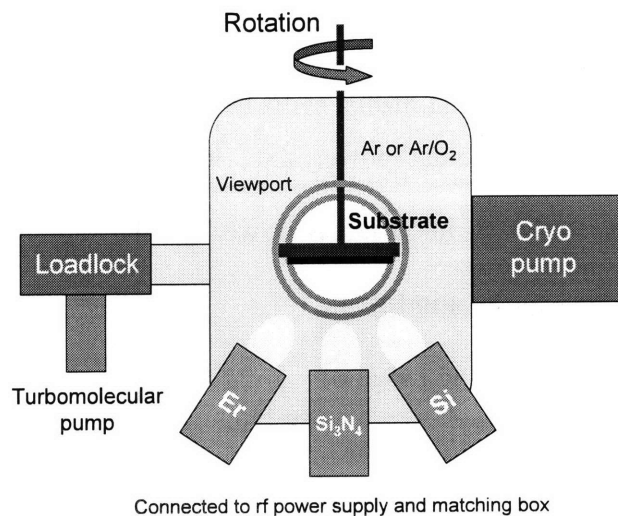 Rotation
Ar or Ar/O₂
Viewport
Substrate
Loadlock
Cryo
pump
Turbomolecular
pump
Er
Si₃N₄
Si
Connected to rf power supply and matching box